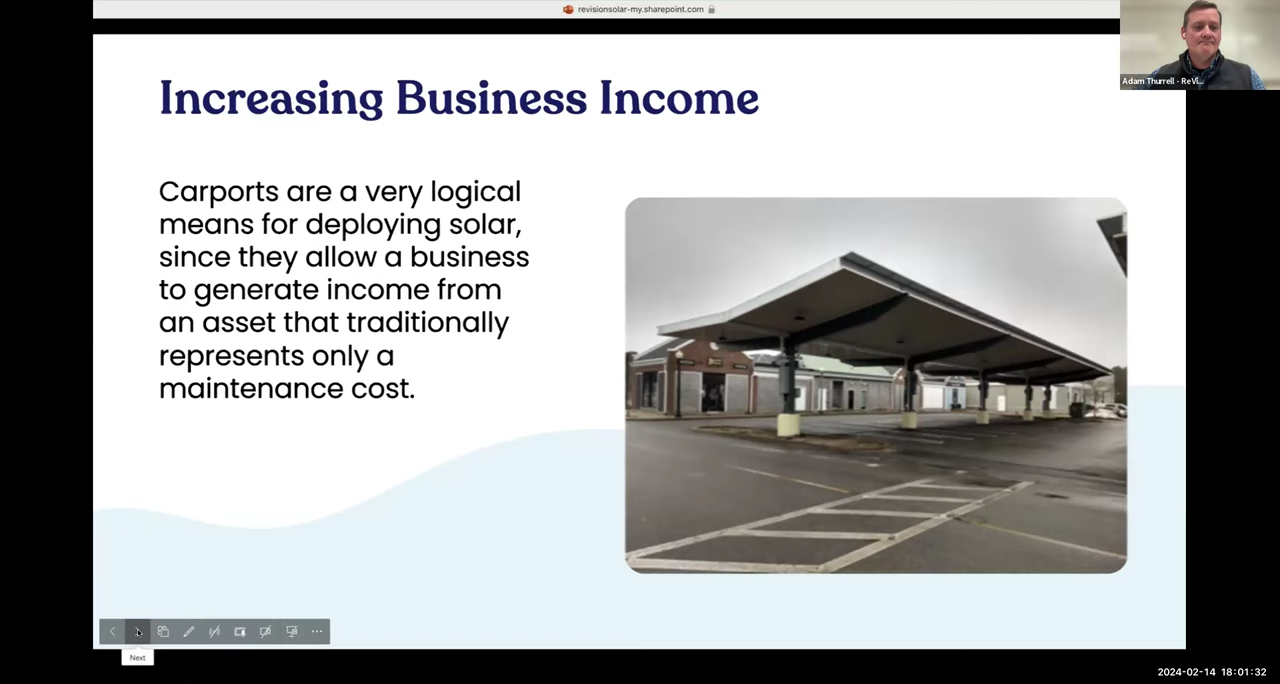 revisionsolar-my.sharepoint.com
Adam Thurrell - ReVi...
Increasing Business Income
Carports are a very logical
means for deploying solar,
since they allow a business
to generate income from
an asset that traditionally
represents only a
maintenance cost.
Next
2024-02-14 18:01:32